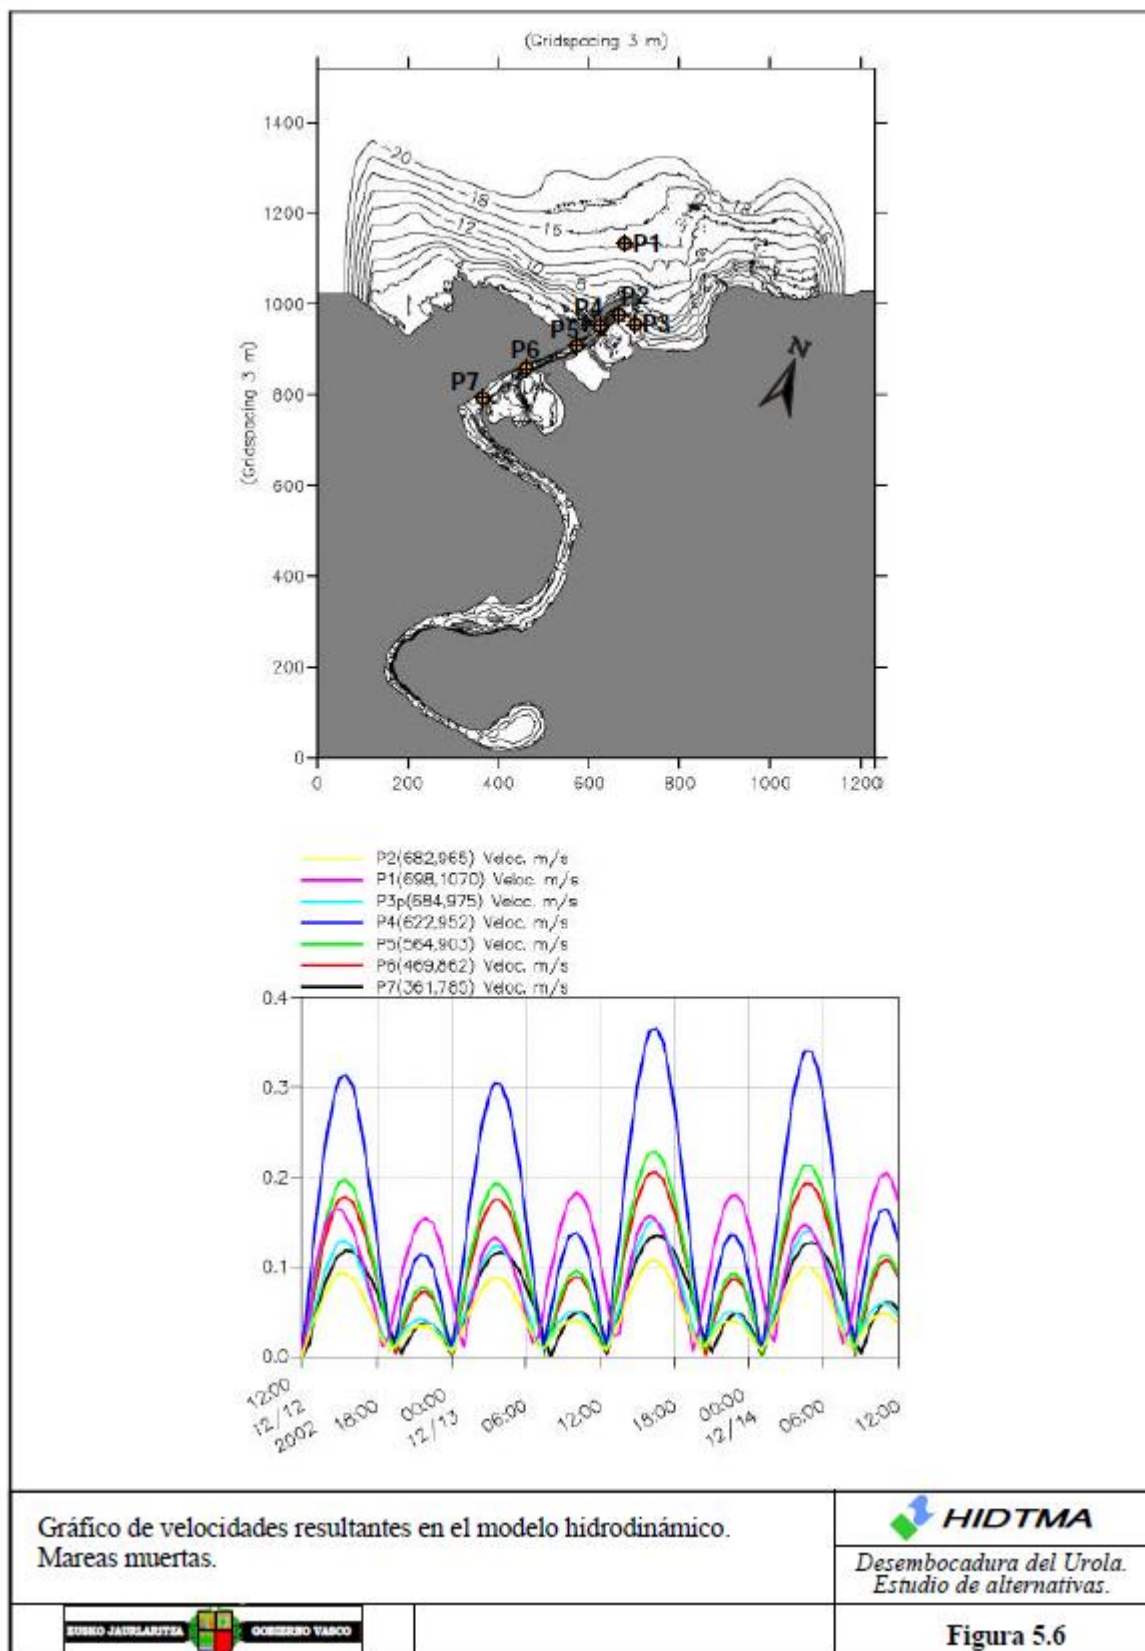 (Gridspacing 3 m)
1400
1200
1000
800
600
400
200
0
(Gridspacing 3 m)
-20
-18
-15
-12
P1
P2
P4
P3
P5
P6
P7
N
0 200 400 600 800 1000 1200
P2(682,965) Veloc. m/s
P1(698,1070) Veloc. m/s
P3p(684,975) Veloc. m/s
P4(622,952) Veloc. m/s
P5(564,903) Veloc. m/s
P6(469,862) Veloc. m/s
P7(361,785) Veloc. m/s
0.4
0.3
0.2
0.1
0.0
12:00 18:00 00:00 06:00 12:00 18:00 00:00 06:00 12:00
12/12 12/13 12/14
2002
Gráfico de velocidades resultantes en el modelo hidrodinámico.
Mareas muertas.
HIDTMA
Desembocadura del Urola.
Estudio de alternativas.
EUSKO JAURLARITZA GOBIERNO VASCO
Figura 5.6